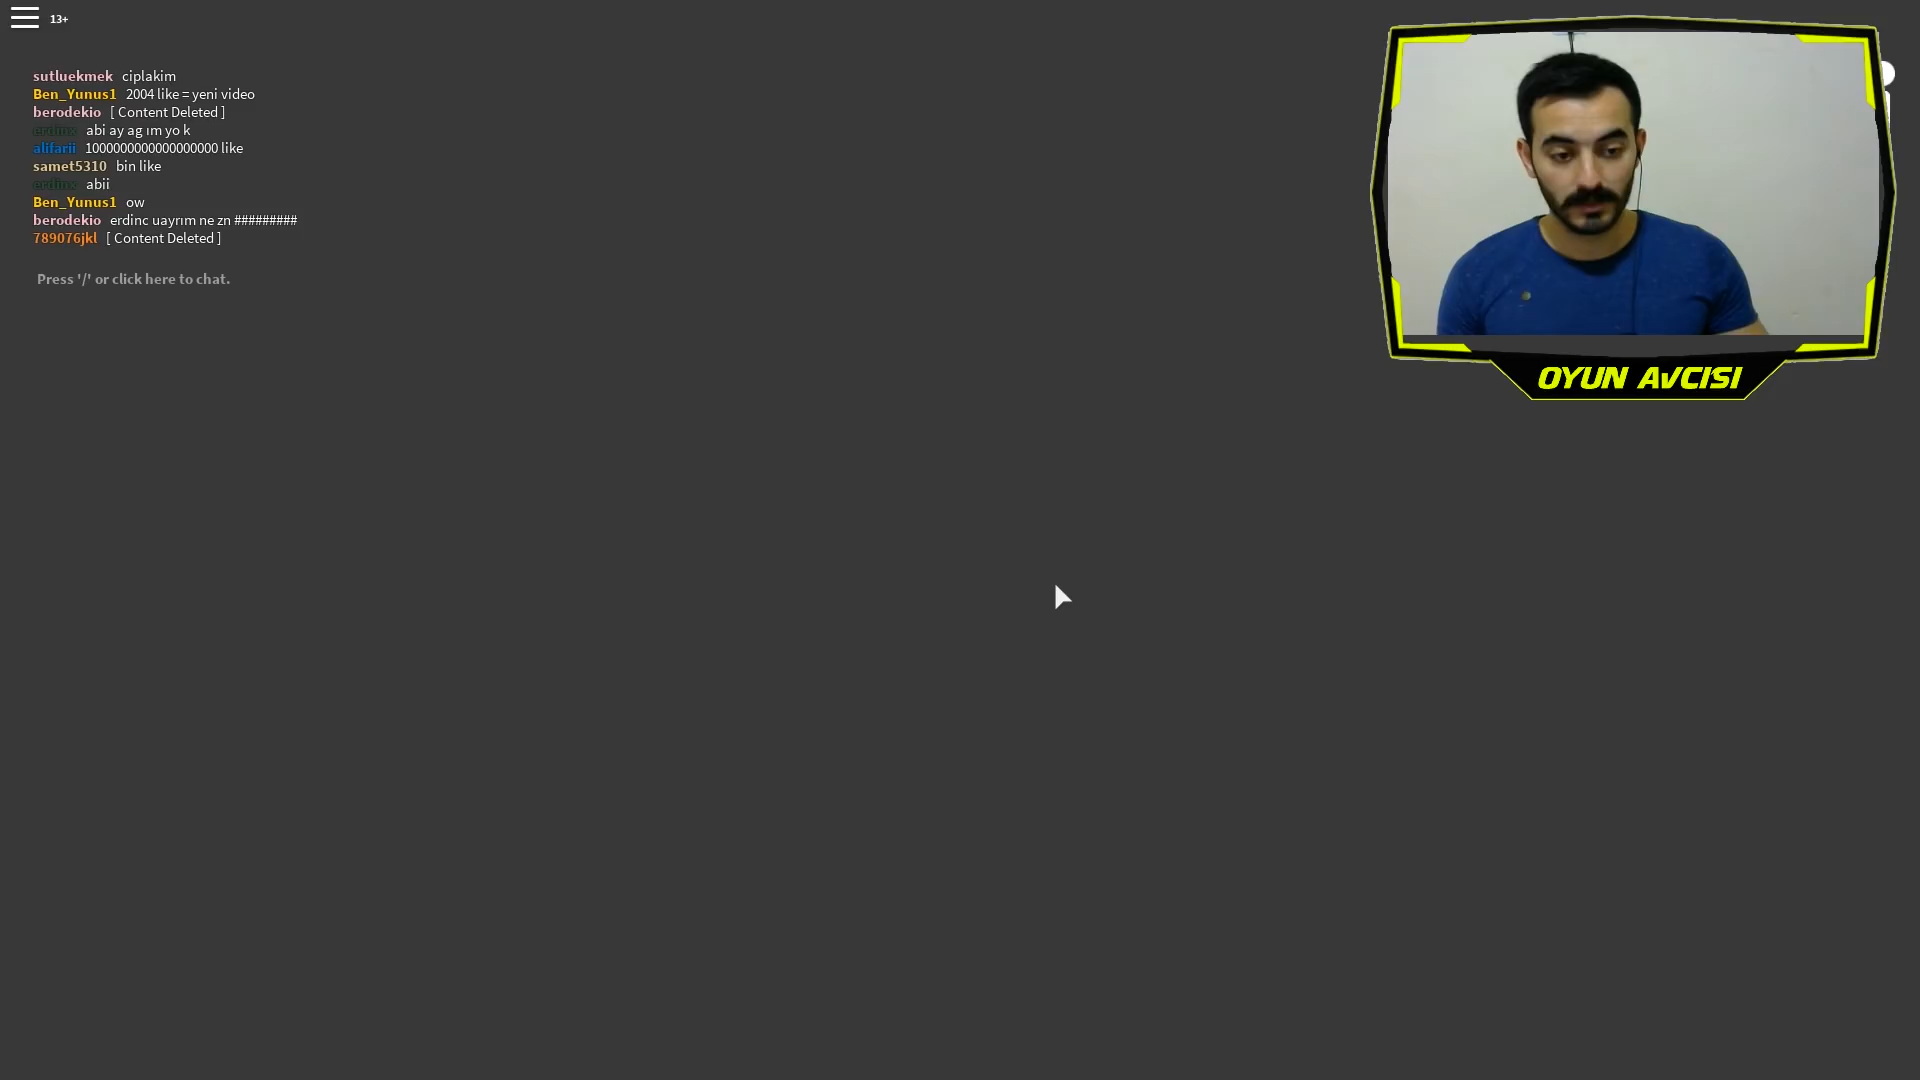 13+
sutluekmek ciplakim
Ben_Yunus1 2004 like = yeni video
berodekio [ Content Deleted ]
erdinx abi ay ag ım yo k
alifarii 1000000000000000000 like
samet5310 bin like
erdinx abii
Ben_Yunus1 ow
berodekio erdinc uayrım ne zn #########
789076jkl [ Content Deleted ]
Press '/' or click here to chat.
OYUN AVCISI